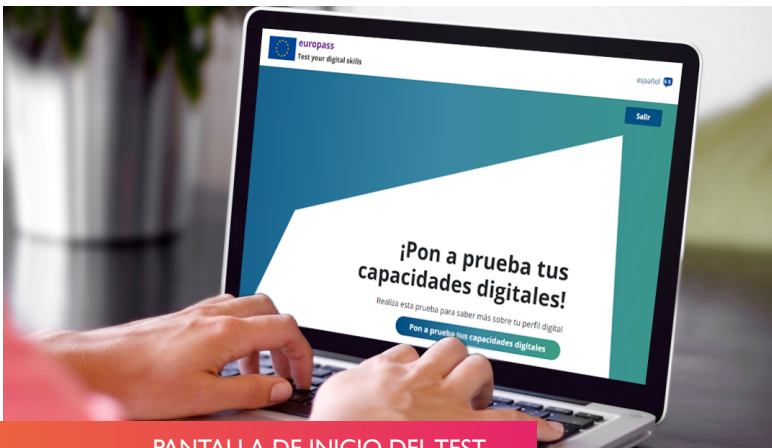 europass
Test your digital skills
español ES
Salir
¡Pon a prueba tus
capacidades digitales!
Realiza esta prueba para saber más sobre tu perfil digital
Pon a prueba tus capacidades digitales
PANTALLA DE INICIO DEL TEST